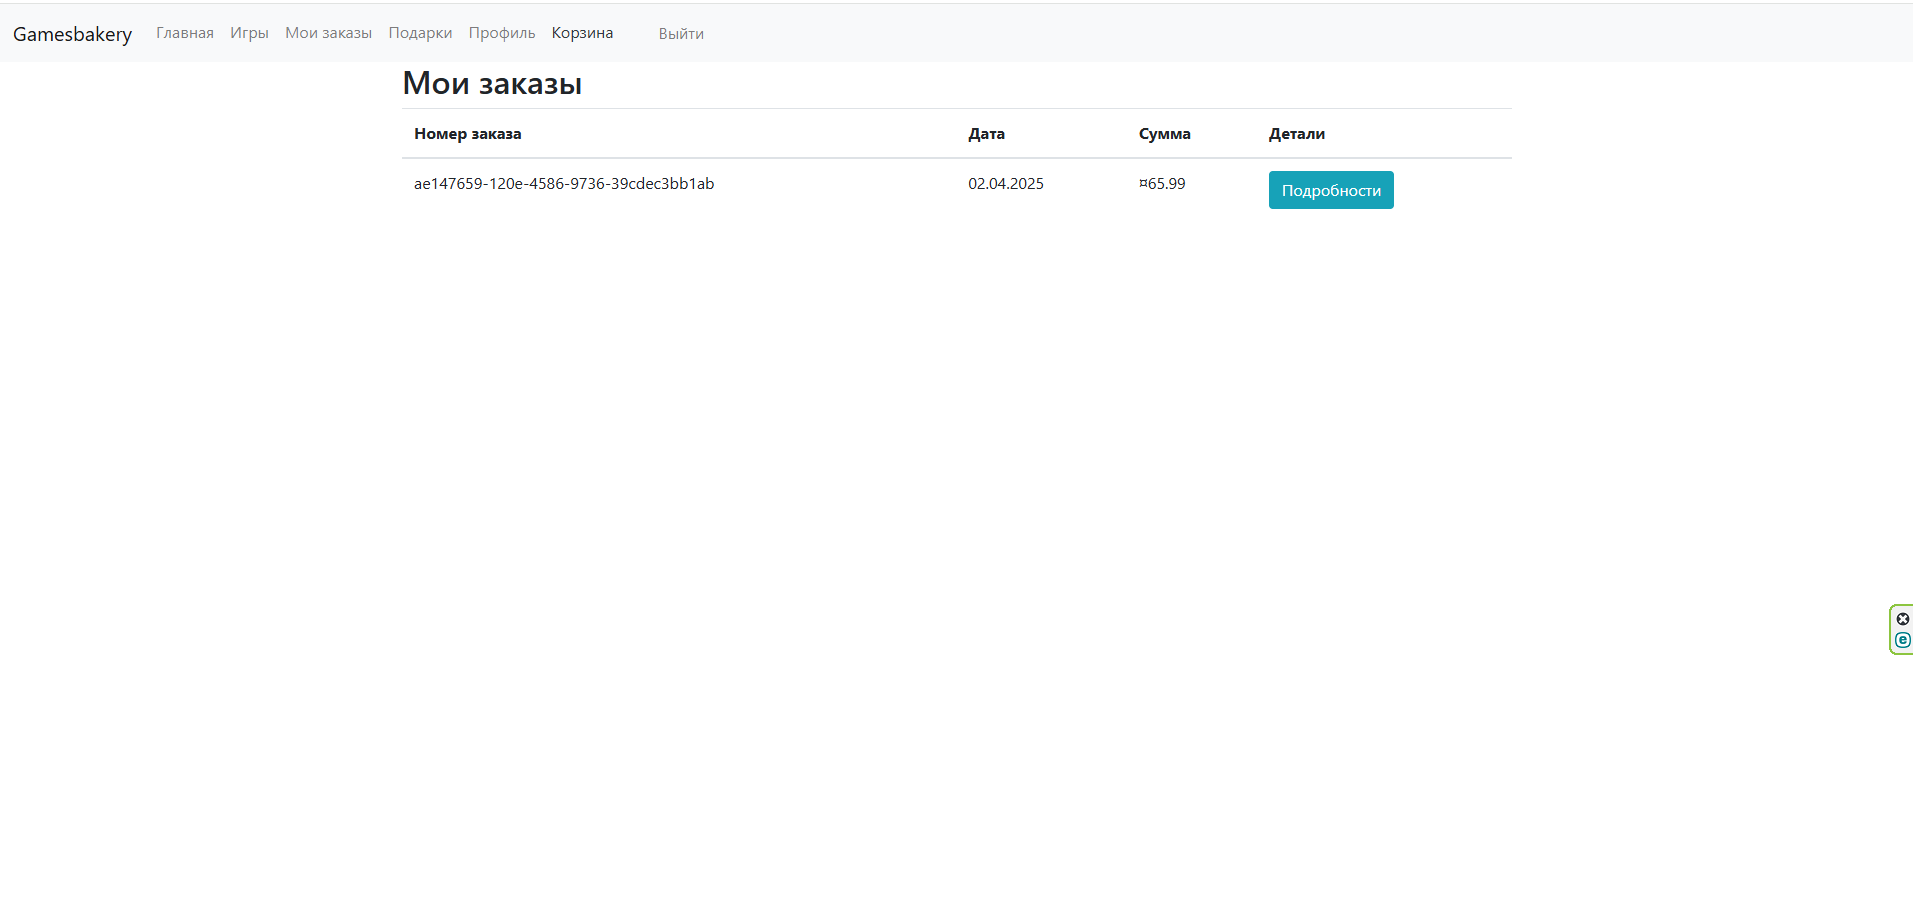 Gamesbakery Главная Игры Мои заказы Подарки Профиль Корзина Выйти
Мои заказы
Номер заказа Дата Сумма Детали
ae147659-120e-4586-9736-39cdec3bb1ab 02.04.2025 ¤65.99 Подробности
e